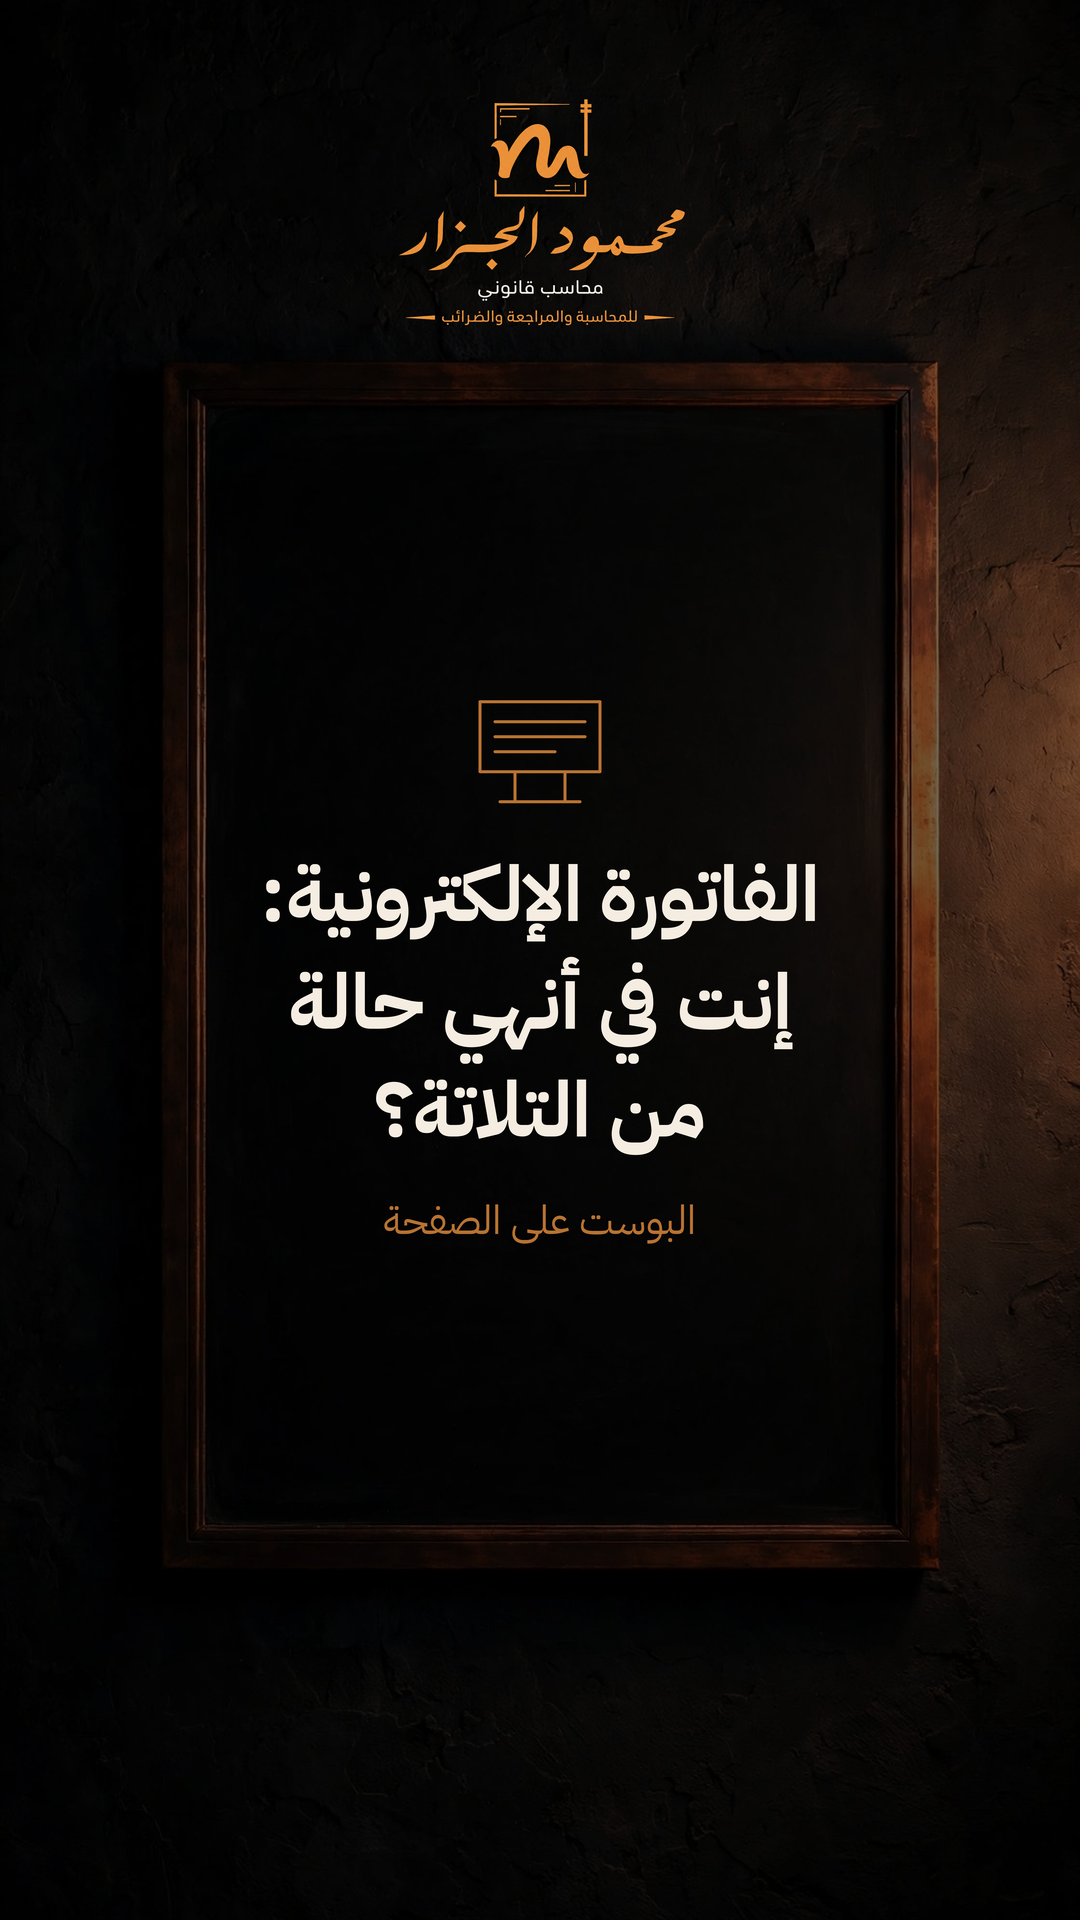 محمود الجزار
محاسب قانوني
للمحاسبة والمراجعة والضرائب
الفاتورة الإلكترونية:
إنت في أنهي حالة
من التلاتة؟
البوست على الصفحة